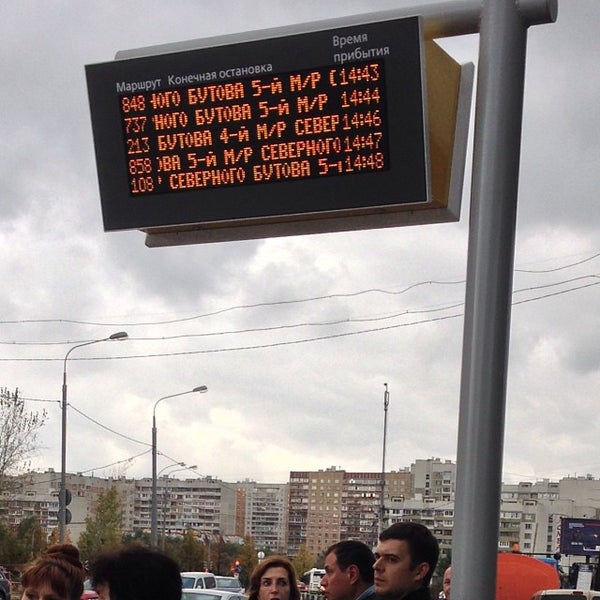 Маршрут Конечная остановка Время прибытия
848 ЮГО БУТОВА 5-й М/Р 14:43
737 НОГО БУТОВА 5-й М/Р 14:44
213 БУТОВА 4-й М/Р СЕВЕР 14:46
858 ОВА 5-й М/Р СЕВЕРНОГО 14:47
108 СЕВЕРНОГО БУТОВА 5- 14:48